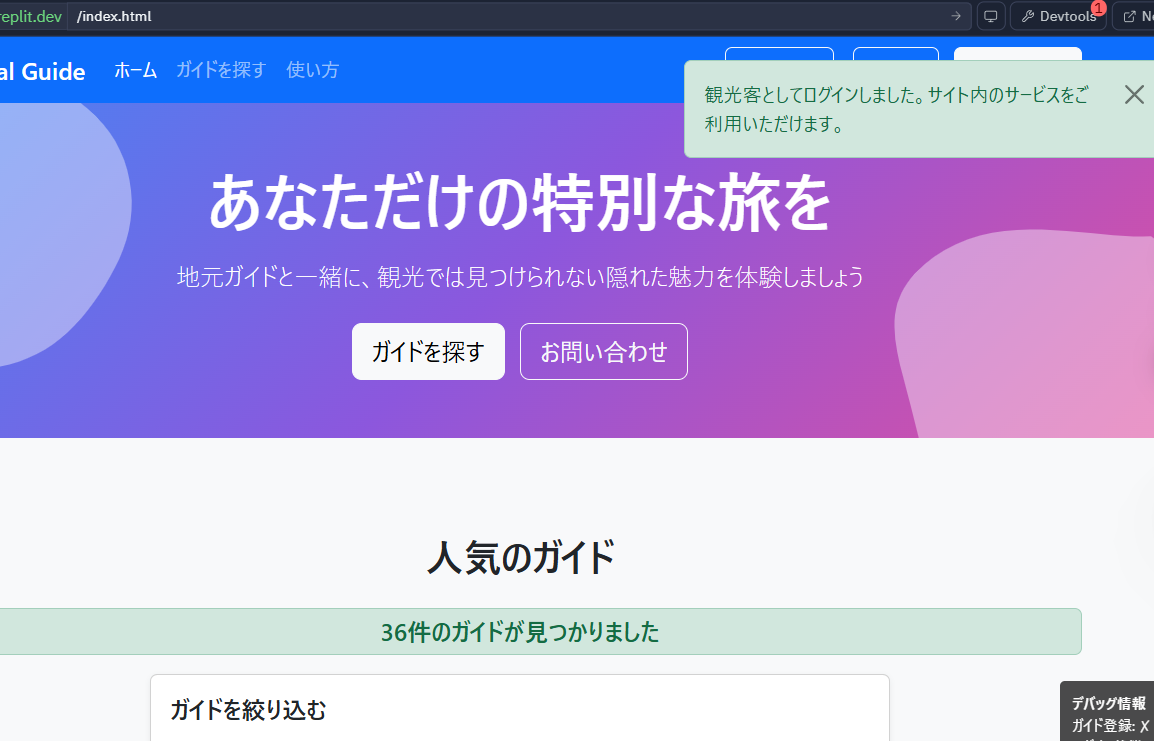 replit.dev /index.html Devtools 1
al Guide ホーム ガイドを探す 使い方
観光客としてログインしました。サイト内のサービスをご
利用いただけます。
あなただけの特別な旅を
地元ガイドと一緒に、観光では見つけられない隠れた魅力を体験しましょう
ガイドを探す お問い合わせ
人気のガイド
36件のガイドが見つかりました
ガイドを絞り込む
デバッグ情報
ガイド登録: X